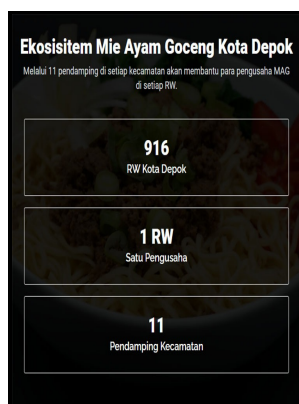 Ekosisitem Mie Ayam Goceng Kota Depok
Melalui 11 pendamping di setiap kecamatan akan membantu para pengusaha MAG
di setiap RW.
916
RW Kota Depok
1 RW
Satu Pengusaha
11
Pendamping Kecamatan